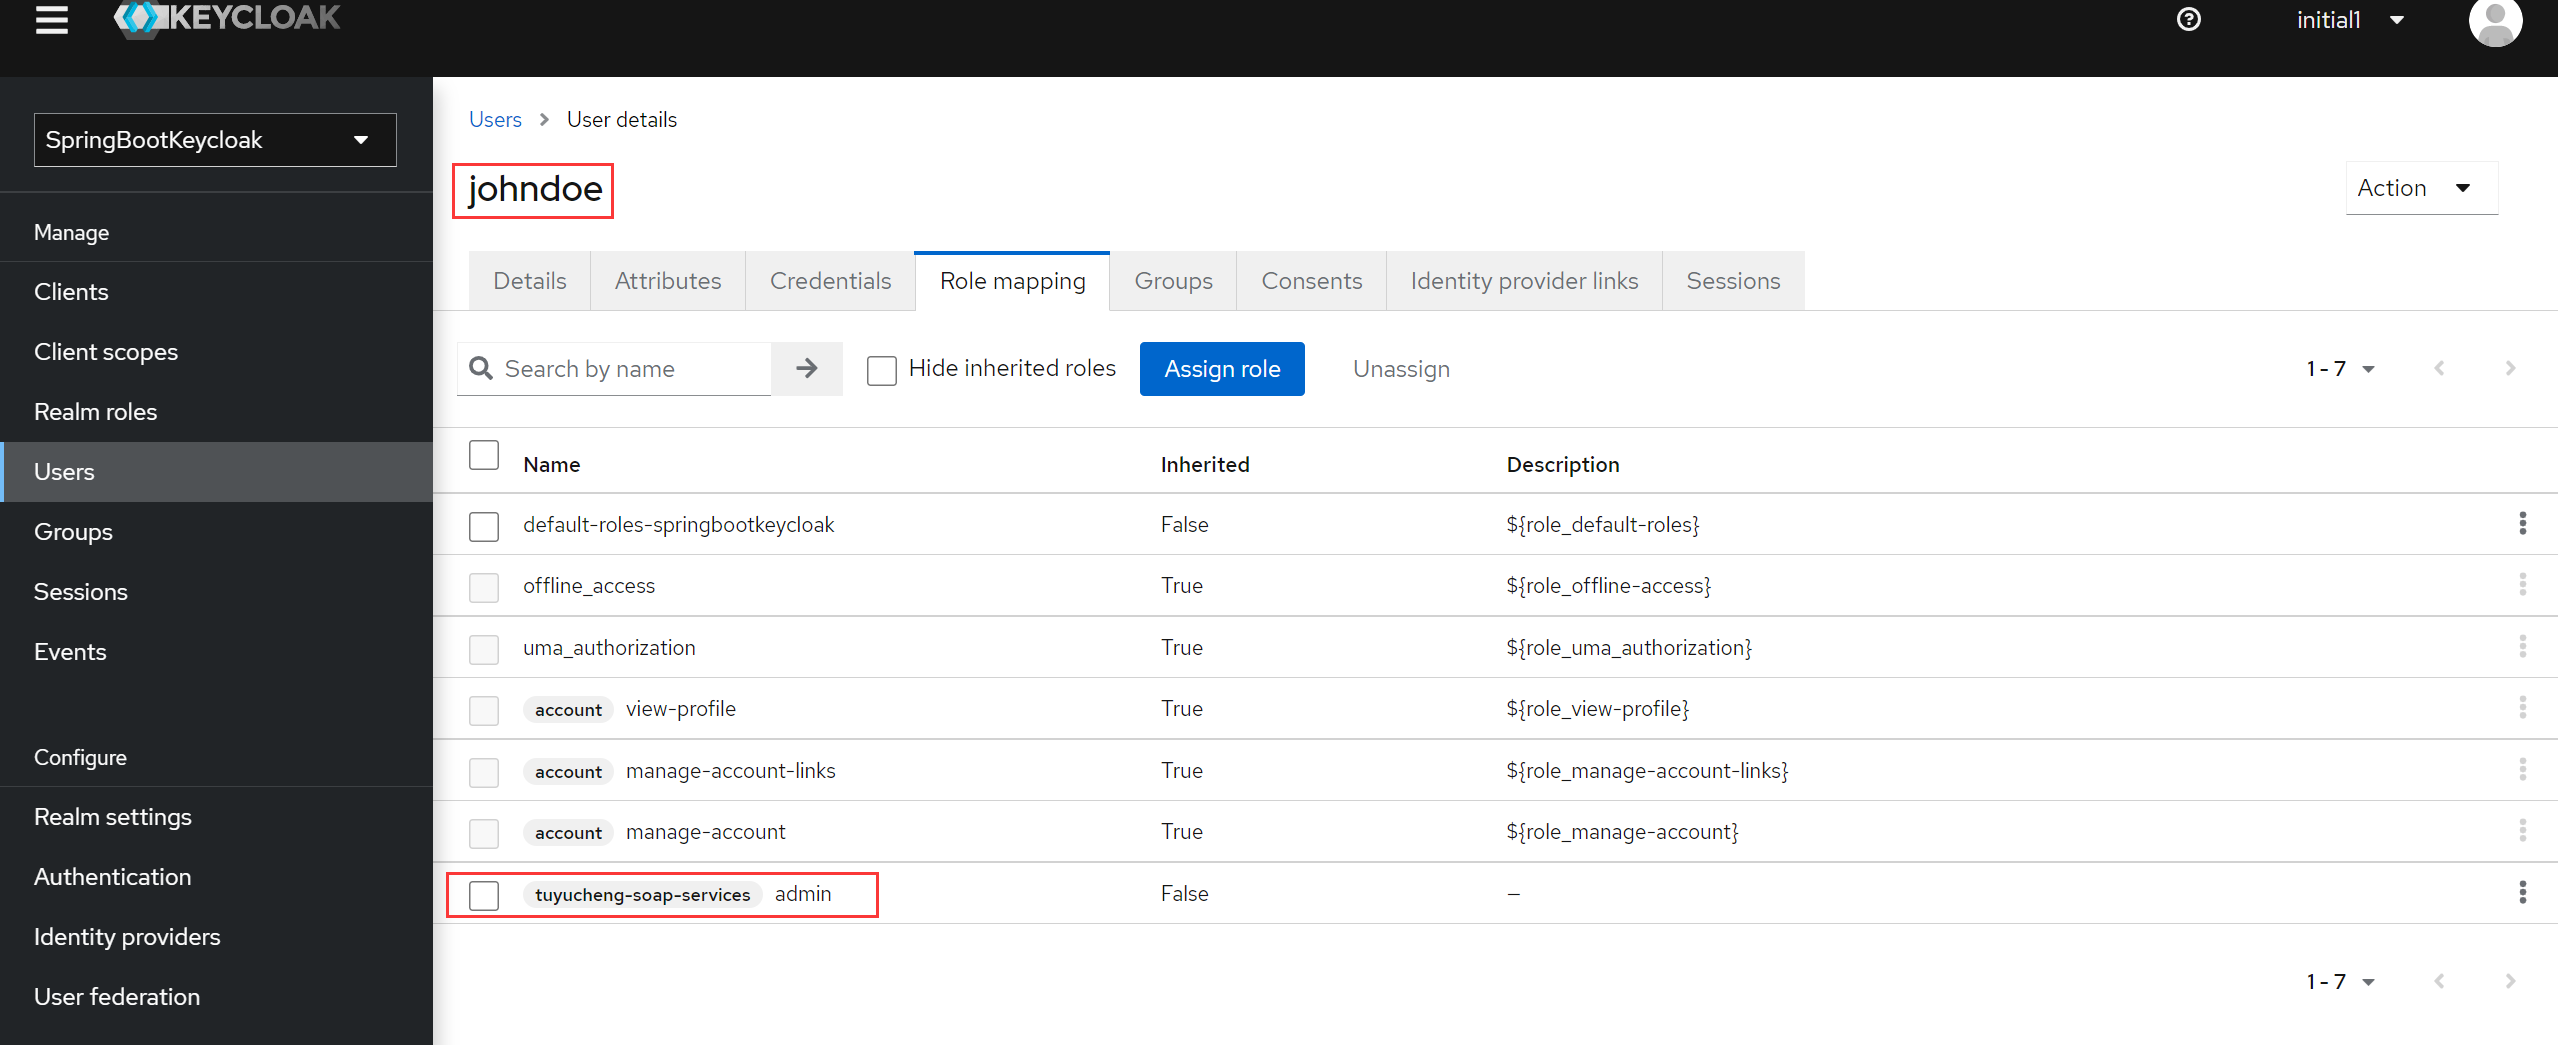 KEYCLOAK
initial1
SpringBootKeycloak
Manage
Clients
Client scopes
Realm roles
Users
Groups
Sessions
Events
Configure
Realm settings
Authentication
Identity providers
User federation
Users > User details
johndoe
Action
Details Attributes Credentials Role mapping Groups Consents Identity provider links Sessions
Search by name Hide inherited roles Assign role Unassign 1 - 7
Name Inherited Description
default-roles-springbootkeycloak False ${role_default-roles}
offline_access True ${role_offline-access}
uma_authorization True ${role_uma_authorization}
account view-profile True ${role_view-profile}
account manage-account-links True ${role_manage-account-links}
account manage-account True ${role_manage-account}
tuyucheng-soap-services admin False –
1 - 7